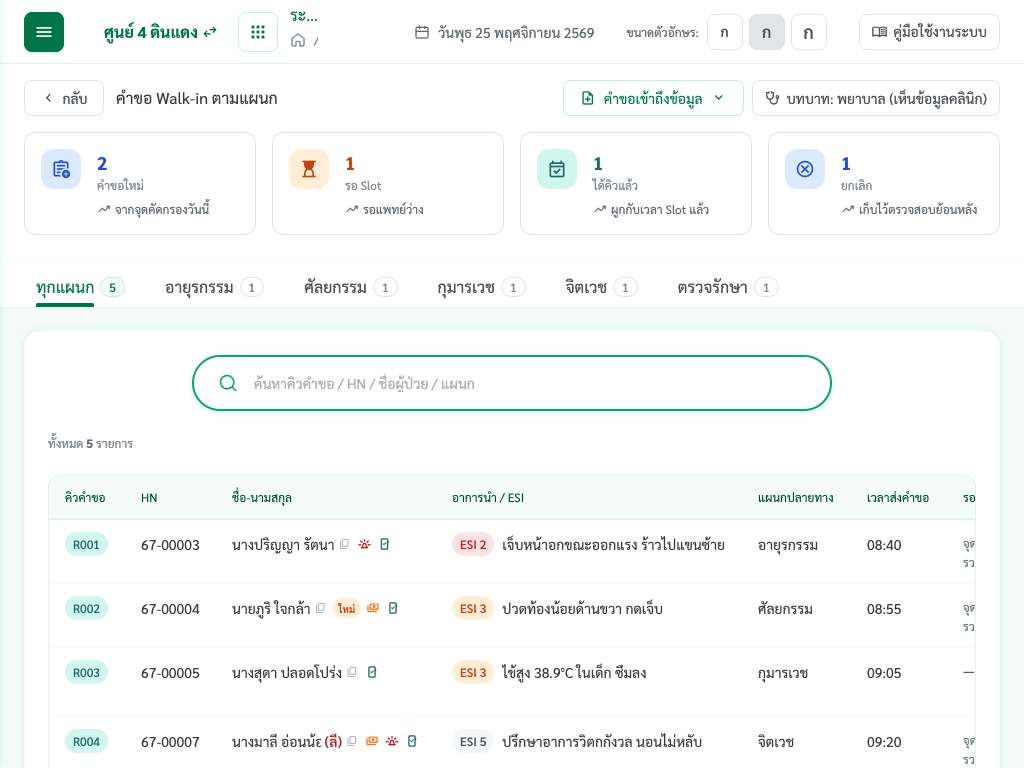 ศูนย์ 4 ดินแดง
ระ...
/
วันพุธ 25 พฤศจิกายน 2569
ขนาดตัวอักษร:
ก
ก
ก
คู่มือใช้งานระบบ
กลับ
คำขอ Walk-in ตามแผนก
คำขอเข้าถึงข้อมูล
บทบาท: พยาบาล (เห็นข้อมูลคลินิก)
2
คำขอใหม่
จากจุดคัดกรองวันนี้
1
รอ Slot
รอแพทย์ว่าง
1
ได้คิวแล้ว
ผูกกับเวลา Slot แล้ว
1
ยกเลิก
เก็บไว้ตรวจสอบย้อนหลัง
ทุกแผนก 5
อายุรกรรม 1
ศัลยกรรม 1
กุมารเวช 1
จิตเวช 1
ตรวจรักษา 1
ค้นหาคิวคำขอ / HN / ชื่อผู้ป่วย / แผนก
ทั้งหมด 5 รายการ
คิวคำขอ HN ชื่อ-นามสกุล อาการนำ / ESI แผนกปลายทาง เวลาส่งคำขอ รอ
R001 67-00003 นางปริญญา รัตนา ESI 2 เจ็บหน้าอกขณะออกแรง ร้าวไปแขนซ้าย อายุรกรรม 08:40 จุด
รว
R002 67-00004 นายภูริ ใจกล้า ใหม่ ESI 3 ปวดท้องน้อยด้านขวา กดเจ็บ ศัลยกรรม 08:55 จุด
รว
R003 67-00005 นางสุดา ปลอดโปร่ง ESI 3 ไข้สูง 38.9°C ในเด็ก ซึมลง กุมารเวช 09:05 —
R004 67-00007 นางมาลี อ่อนน้อ (ลี) ESI 5 ปรึกษาอาการวิตกกังวล นอนไม่หลับ จิตเวช 09:20 จุด
รว